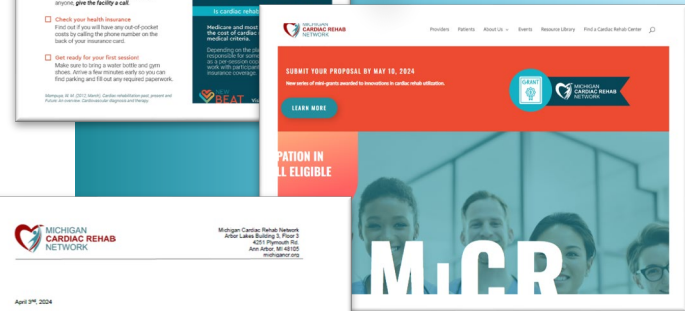 anyone, give the facility a call.
Check your health insurance
Find out if you will have any out-of-pocket
costs by calling the phone number on the
back of your insurance card.
Get ready for your first session!
Make sure to bring a water bottle and gym
shoes. Arrive a few minutes early so you can
find parking and fill out any required paperwork.
Is cardiac rehab
Medicare and most
the cost of cardiac
medical criteria.
Depending on the pla
responsible for some
as a per-session cop
work with participan
insurance coverage.
NEW
BEAT
MICHIGAN
CARDIAC REHAB
NETWORK
Providers Patients About Us Events Resource Library Find a Cardiac Rehab Center
SUBMIT YOUR PROPOSAL BY MAY 10, 2024
New series of mini-grants awarded to innovations in cardiac rehab utilization.
LEARN MORE
GRANT
MICHIGAN
CARDIAC REHAB
NETWORK
PATION IN
LL ELIGIBLE
MiCR
MICHIGAN
CARDIAC REHAB
NETWORK
Michigan Cardiac Rehab Network
Arbor Lakes Building 3, Floor 3
4251 Plymouth Rd.
Ann Arbor, MI 48105
michigancr.org
April 3rd, 2024